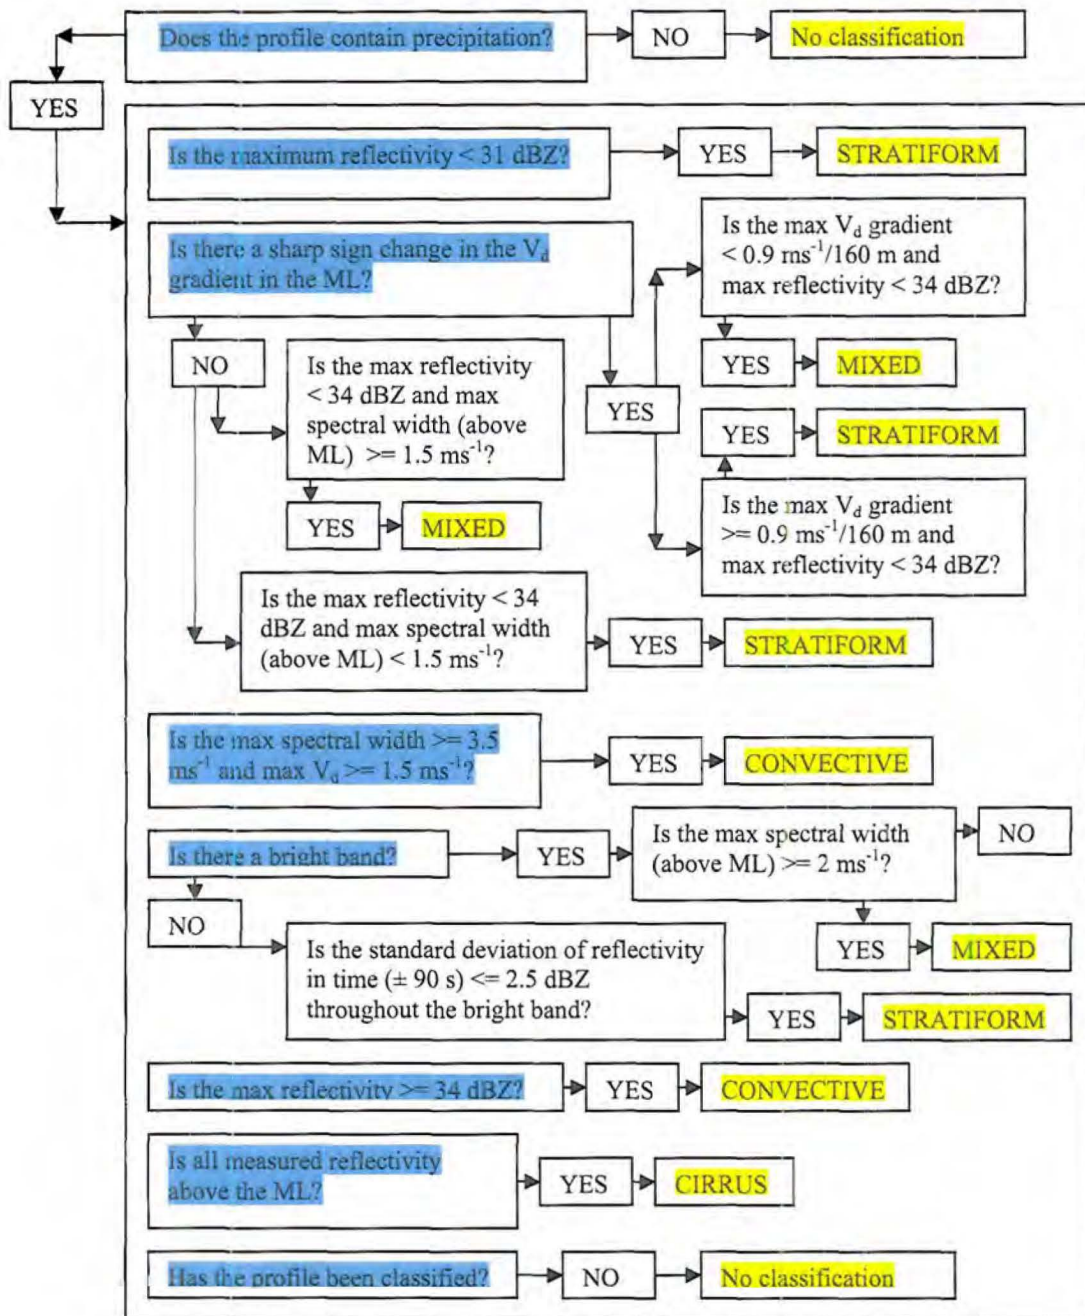 Does the profile contain precipitation?
NO
No classification
YES
Is the maximum reflectivity < 31 dBZ?
YES
STRATIFORM
Is there a sharp sign change in the Vd
gradient in the ML?
Is the max Vd gradient
< 0.9 ms-1/160 m and
max reflectivity < 34 dBZ?
NO
Is the max reflectivity
< 34 dBZ and max
spectral width (above
ML) >= 1.5 ms-1?
YES
YES
MIXED
YES
STRATIFORM
YES
MIXED
Is the max Vd gradient
>= 0.9 ms-1/160 m and
max reflectivity < 34 dBZ?
Is the max reflectivity < 34
dBZ and max spectral width
(above ML) < 1.5 ms-1?
YES
STRATIFORM
Is the max spectral width >= 3.5
ms-1 and max Vd >= 1.5 ms-1?
YES
CONVECTIVE
Is there a bright band?
YES
Is the max spectral width
(above ML) >= 2 ms-1?
NO
NO
YES
MIXED
Is the standard deviation of reflectivity
in time (± 90 s) <= 2.5 dBZ
throughout the bright band?
YES
STRATIFORM
Is the max reflectivity >= 34 dBZ?
YES
CONVECTIVE
Is all measured reflectivity
above the ML?
YES
CIRRUS
Has the profile been classified?
NO
No classification